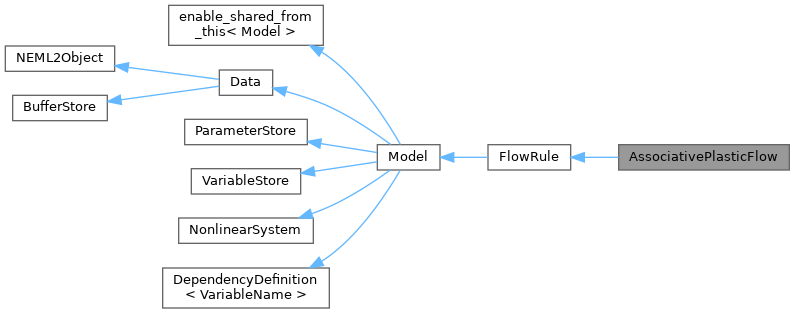 enable_shared_from
_this< Model >
NEML2Object
Data
BufferStore
ParameterStore
Model
FlowRule
AssociativePlasticFlow
VariableStore
NonlinearSystem
DependencyDefinition
< VariableName >